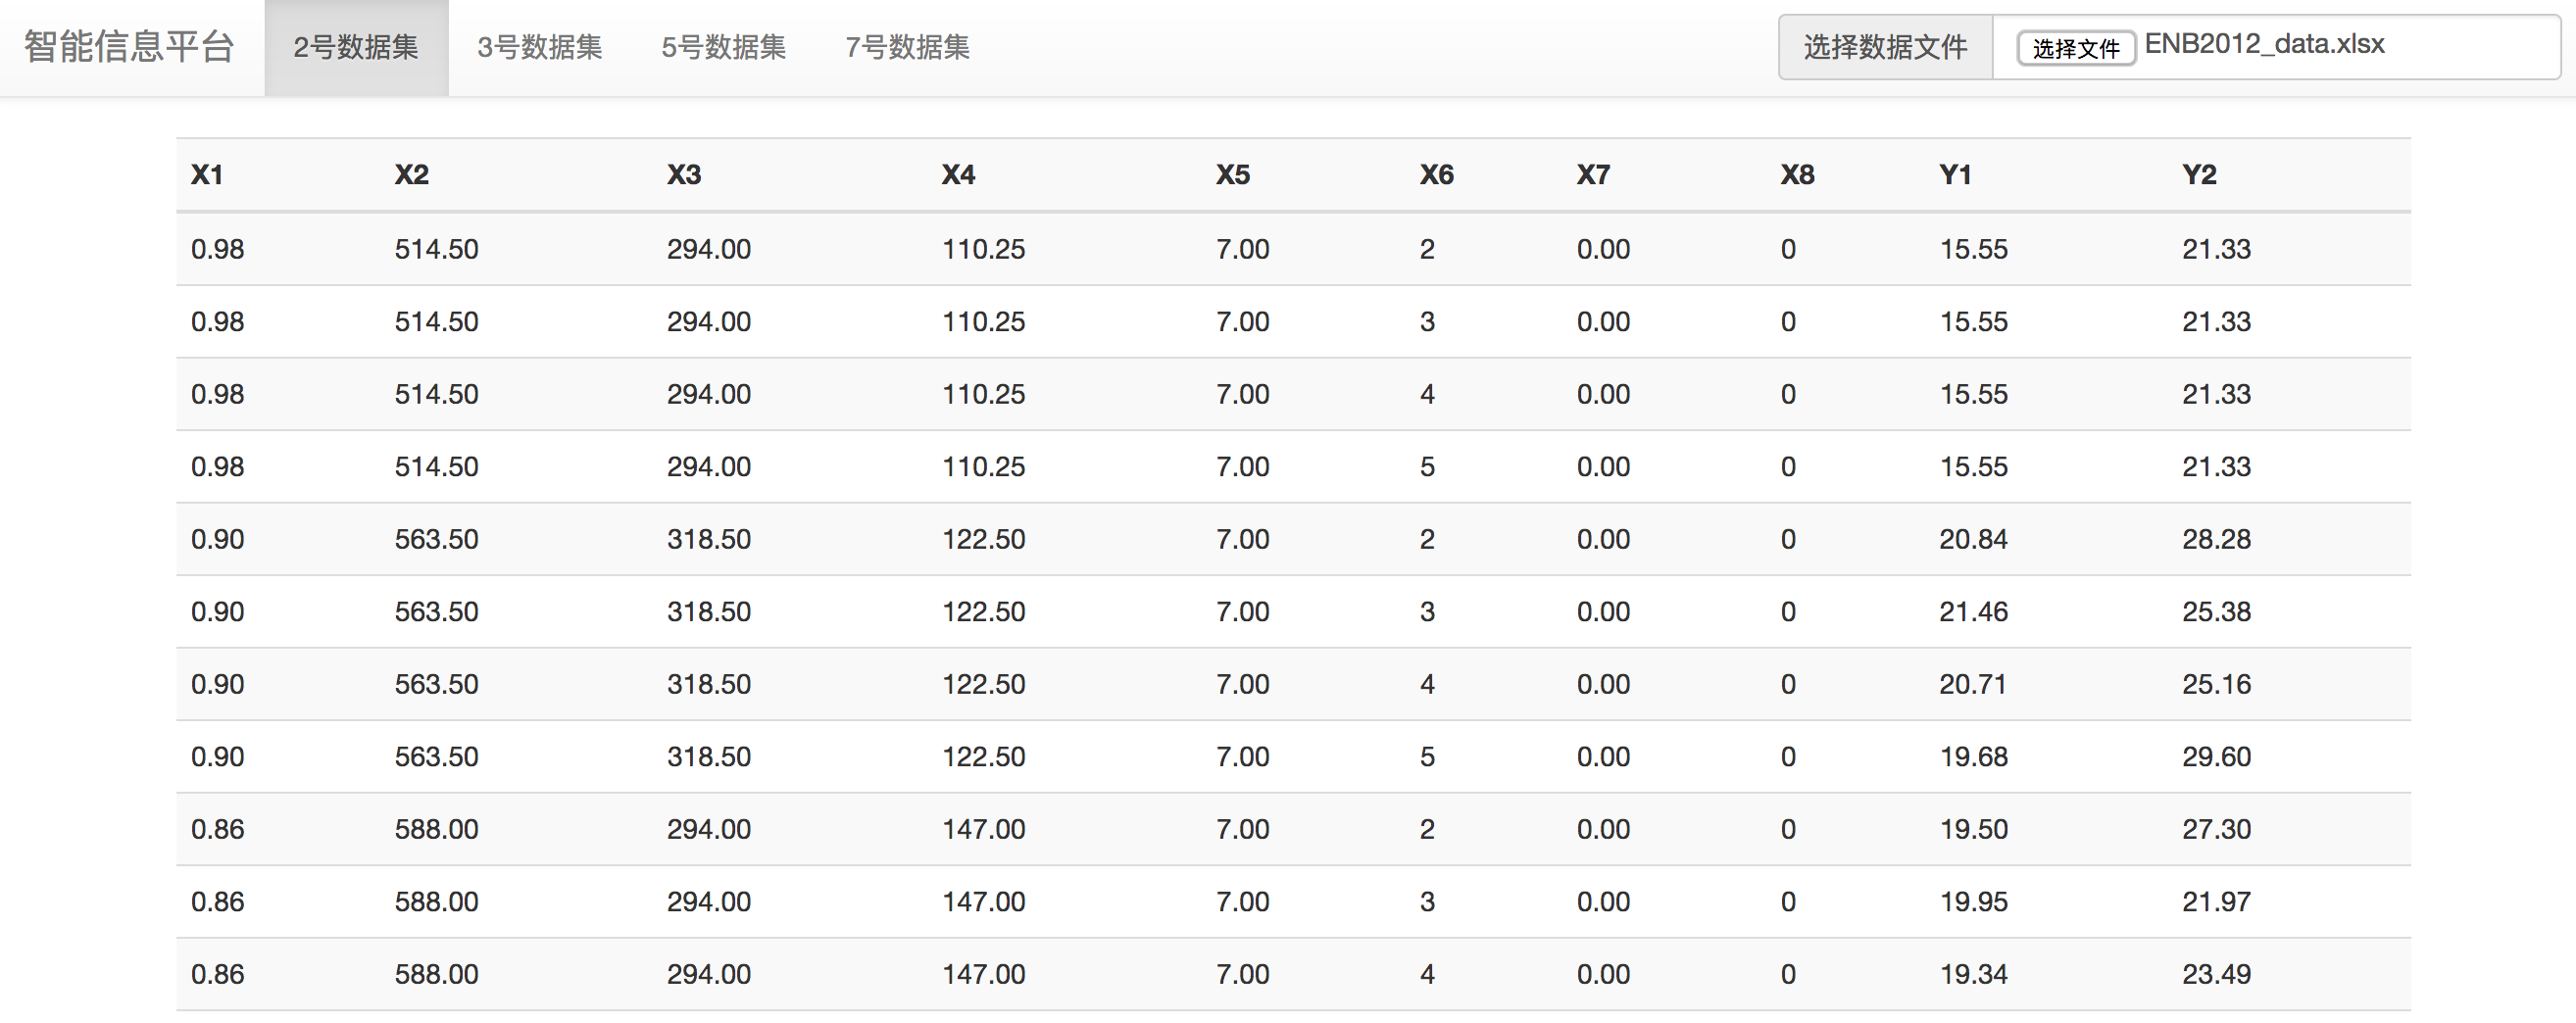 智能信息平台 2号数据集 3号数据集 5号数据集 7号数据集 选择数据文件 选择文件 ENB2012_data.xlsx
X1 X2 X3 X4 X5 X6 X7 X8 Y1 Y2
0.98 514.50 294.00 110.25 7.00 2 0.00 0 15.55 21.33
0.98 514.50 294.00 110.25 7.00 3 0.00 0 15.55 21.33
0.98 514.50 294.00 110.25 7.00 4 0.00 0 15.55 21.33
0.98 514.50 294.00 110.25 7.00 5 0.00 0 15.55 21.33
0.90 563.50 318.50 122.50 7.00 2 0.00 0 20.84 28.28
0.90 563.50 318.50 122.50 7.00 3 0.00 0 21.46 25.38
0.90 563.50 318.50 122.50 7.00 4 0.00 0 20.71 25.16
0.90 563.50 318.50 122.50 7.00 5 0.00 0 19.68 29.60
0.86 588.00 294.00 147.00 7.00 2 0.00 0 19.50 27.30
0.86 588.00 294.00 147.00 7.00 3 0.00 0 19.95 21.97
0.86 588.00 294.00 147.00 7.00 4 0.00 0 19.34 23.49